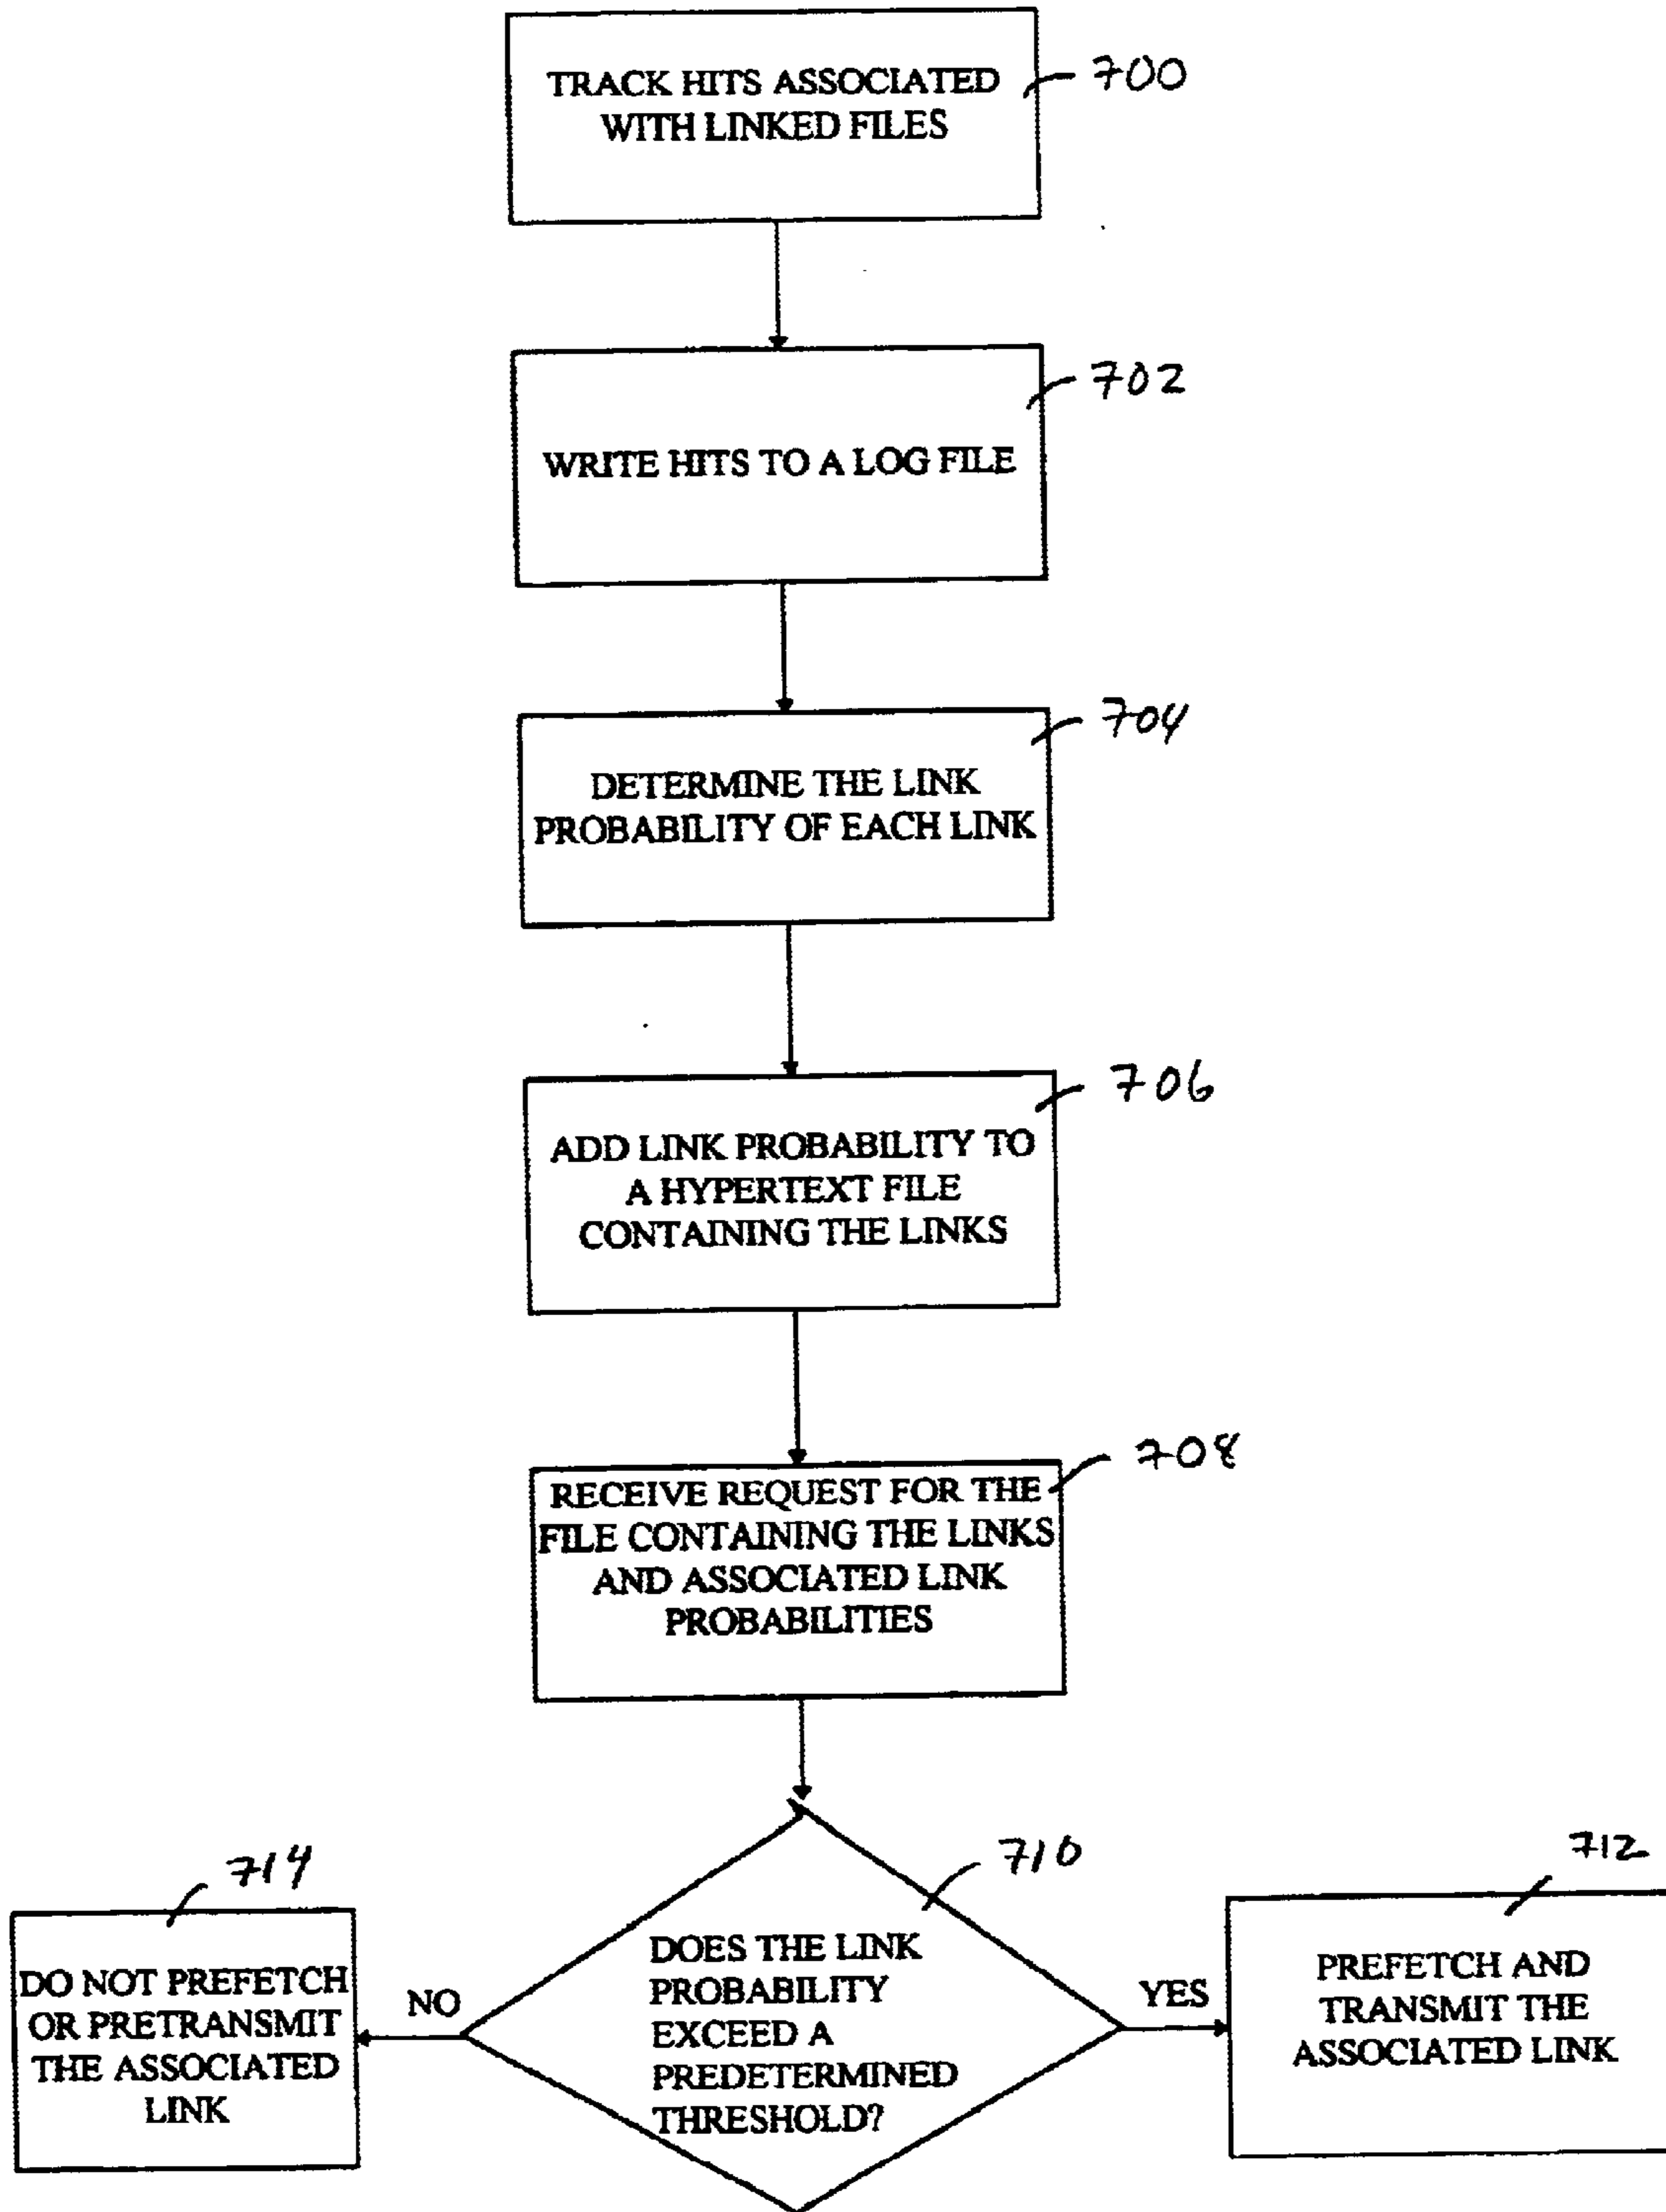 TRACK HITS ASSOCIATED
WITH LINKED FILES
700
WRITE HITS TO A LOG FILE
702
DETERMINE THE LINK
PROBABILITY OF EACH LINK
704
ADD LINK PROBABILITY TO
A HYPERTEXT FILE
CONTAINING THE LINKS
706
RECEIVE REQUEST FOR THE
FILE CONTAINING THE LINKS
AND ASSOCIATED LINK
PROBABILITIES
708
DOES THE LINK
PROBABILITY
EXCEED A
PREDETERMINED
THRESHOLD?
710
NO
DO NOT PREFETCH
OR PRETRANSMIT
THE ASSOCIATED
LINK
714
YES
PREFETCH AND
TRANSMIT THE
ASSOCIATED LINK
712